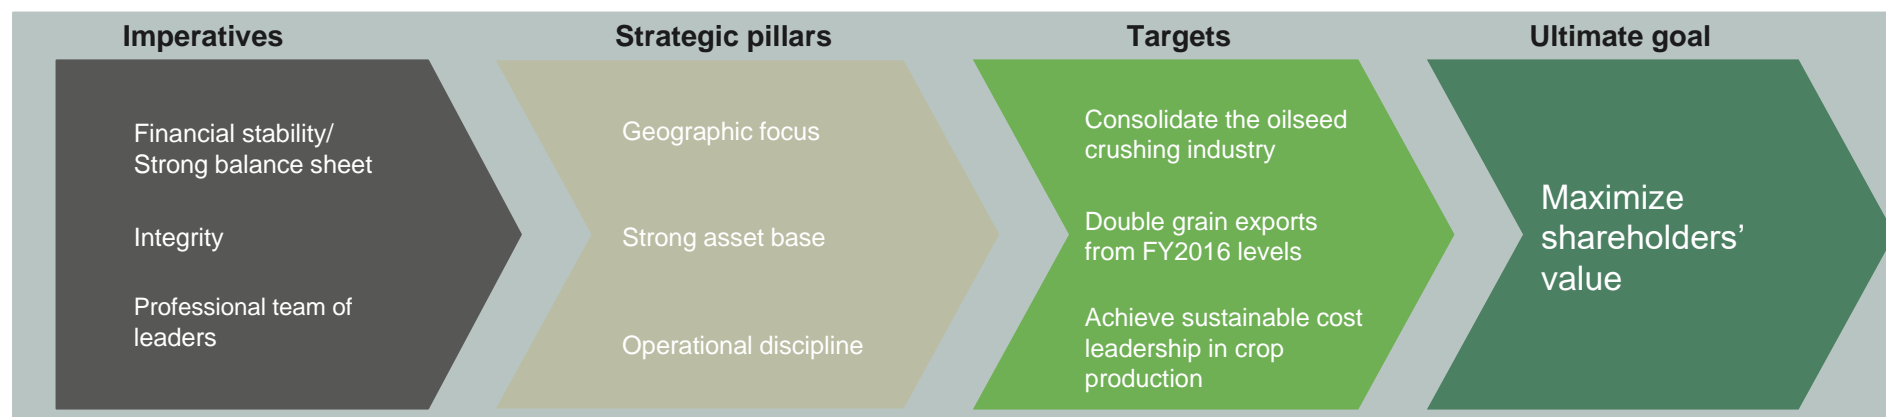 Imperatives
Financial stability/
Strong balance sheet
Integrity
Professional team of
leaders
Strategic pillars
Geographic focus
Strong asset base
Operational discipline
Targets
Consolidate the oilseed
crushing industry
Double grain exports
from FY2016 levels
Achieve sustainable cost
leadership in crop
production
Ultimate goal
Maximize
shareholders’
value